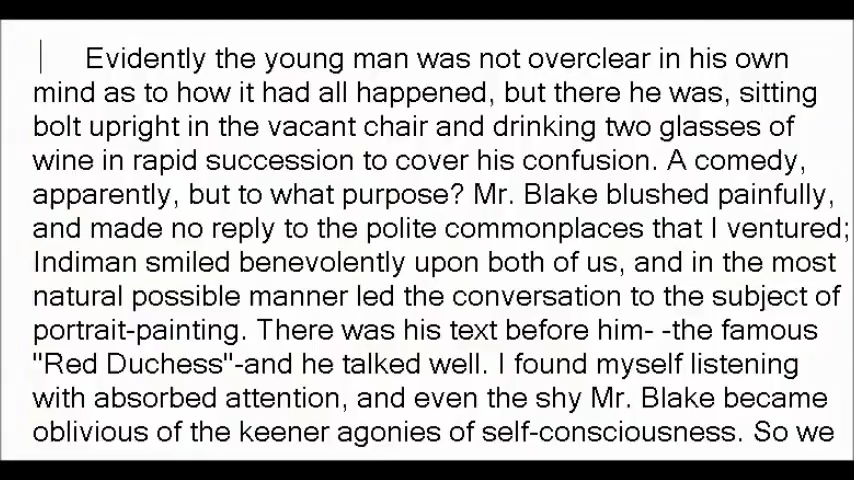 Evidently the young man was not overclear in his own
mind as to how it had all happened, but there he was, sitting
bolt upright in the vacant chair and drinking two glasses of
wine in rapid succession to cover his confusion. A comedy,
apparently, but to what purpose? Mr. Blake blushed painfully,
and made no reply to the polite commonplaces that I ventured;
Indiman smiled benevolently upon both of us, and in the most
natural possible manner led the conversation to the subject of
portrait-painting. There was his text before him- -the famous
"Red Duchess"-and he talked well. I found myself listening
with absorbed attention, and even the shy Mr. Blake became
oblivious of the keener agonies of self-consciousness. So we